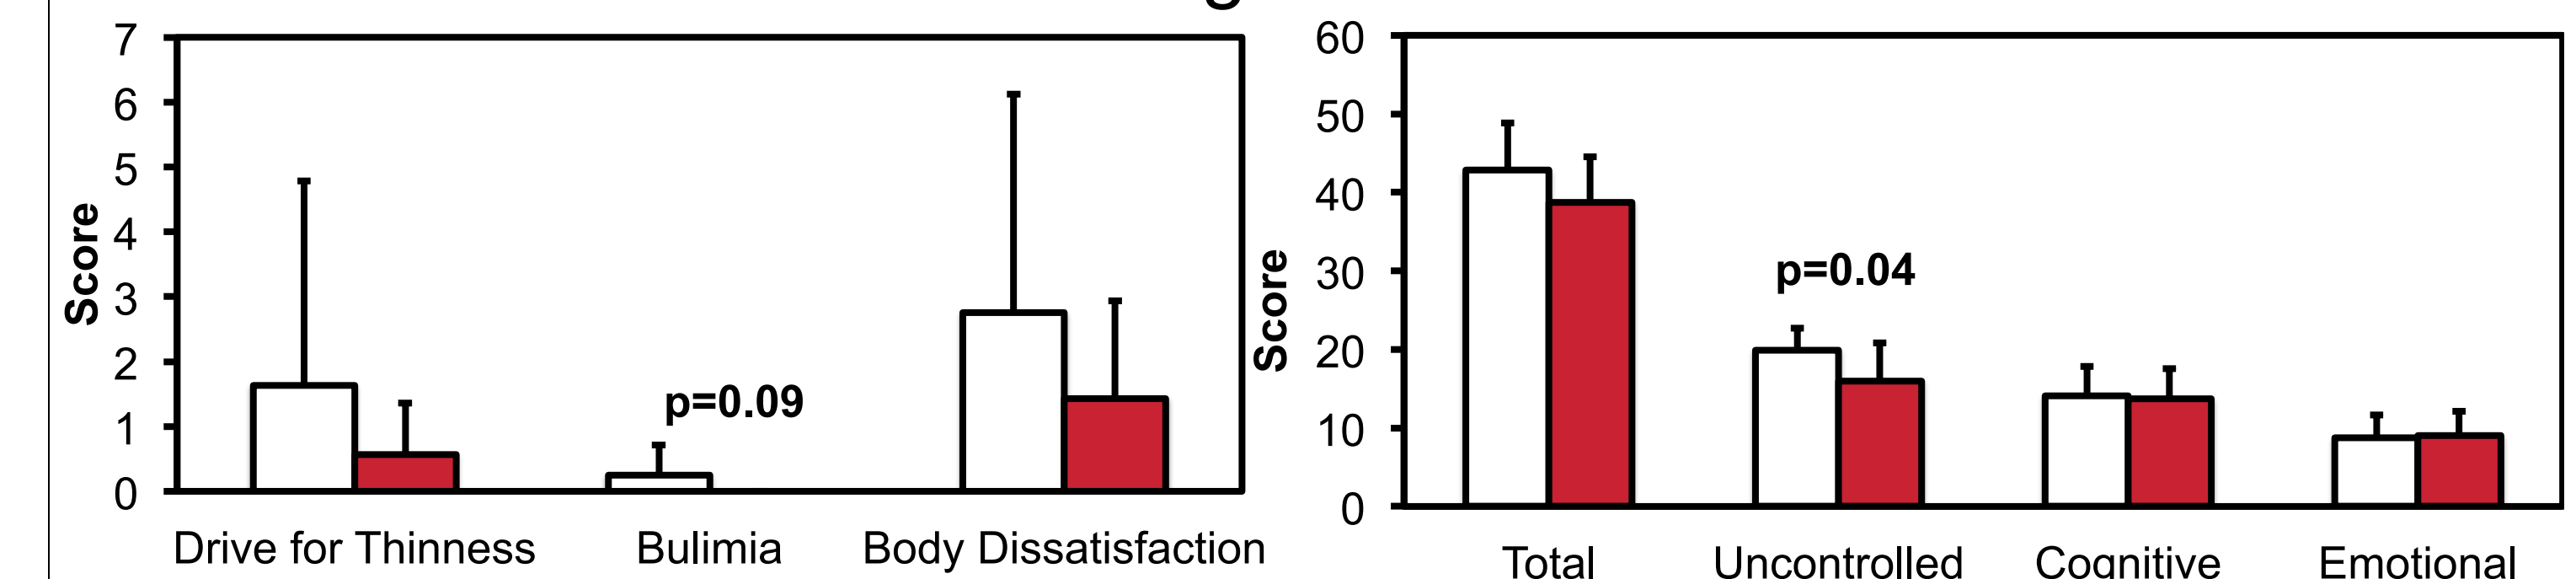 7
6
5
4
3
2
1
0
Score
p=0.09
Drive for Thinness
Bulimia
Body Dissatisfaction
60
50
40
30
20
10
0
Score
p=0.04
Total
Uncontrolled
Cognitive
Emotional